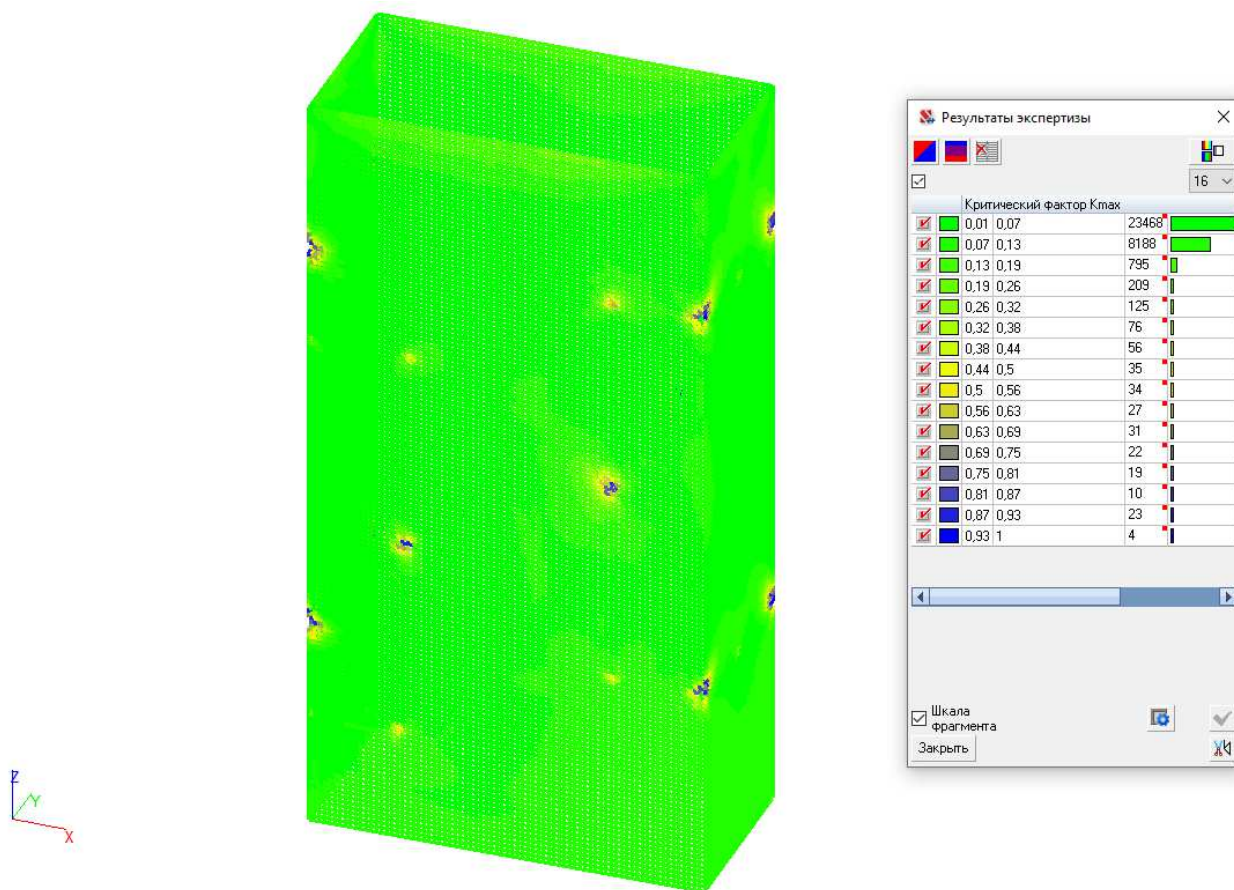 Результаты экспертизы
16
Критический фактор Kmax
0,01 0,07 23468
0,07 0,13 8188
0,13 0,19 795
0,19 0,26 209
0,26 0,32 125
0,32 0,38 76
0,38 0,44 56
0,44 0,5 35
0,5 0,56 34
0,56 0,63 27
0,63 0,69 31
0,69 0,75 22
0,75 0,81 19
0,81 0,87 10
0,87 0,93 23
0,93 1 4
Шкала
фрагмента
Закрыть
Z
Y
X